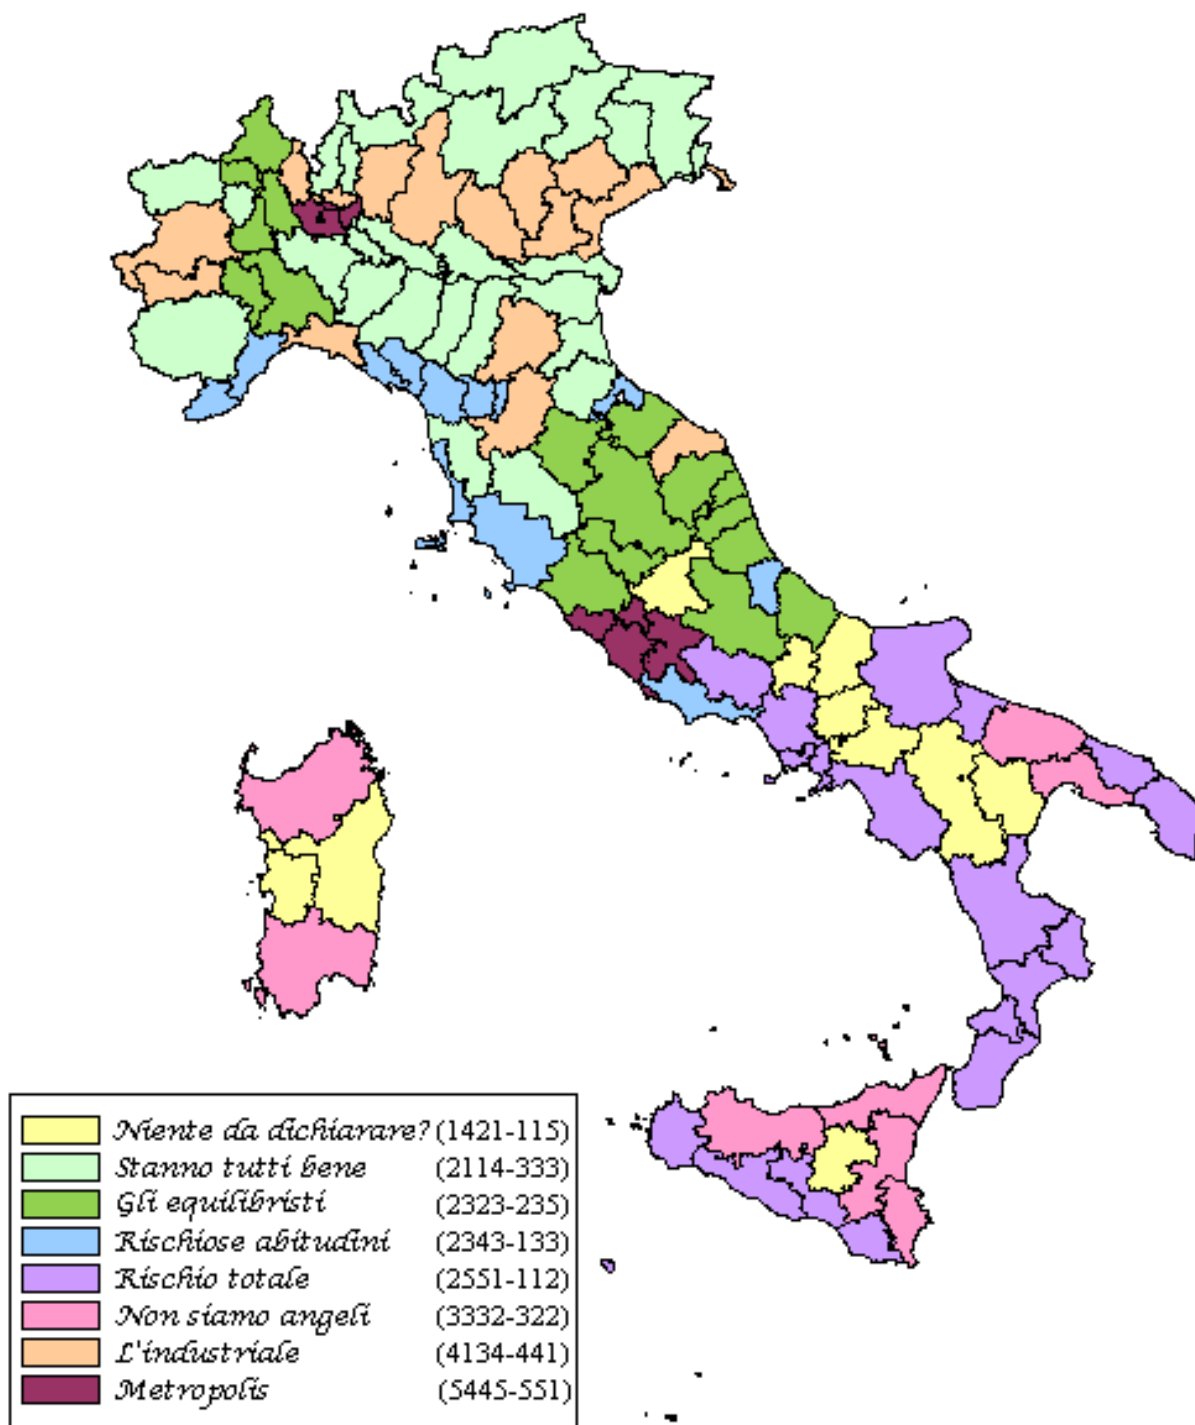 Niente da dichiarare? (1421-115)
Stanno tutti bene (2114-333)
Gli equilibristi (2323-235)
Rischiose abitudini (2343-133)
Rischio totale (2551-112)
Non siamo angeli (3332-322)
L'industriale (4134-441)
Metropolis (5445-551)